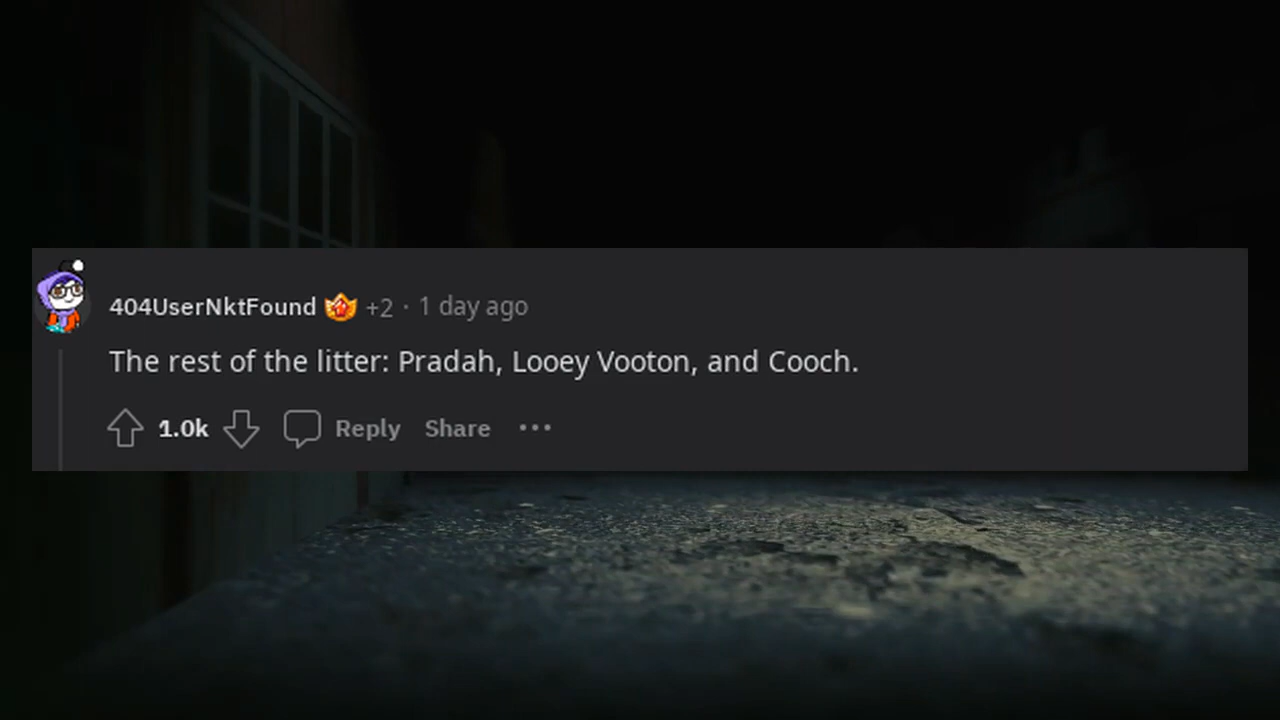 404UserNktFound +2 · 1 day ago
The rest of the litter: Pradah, Looey Vooton, and Cooch.
1.0k Reply Share •••